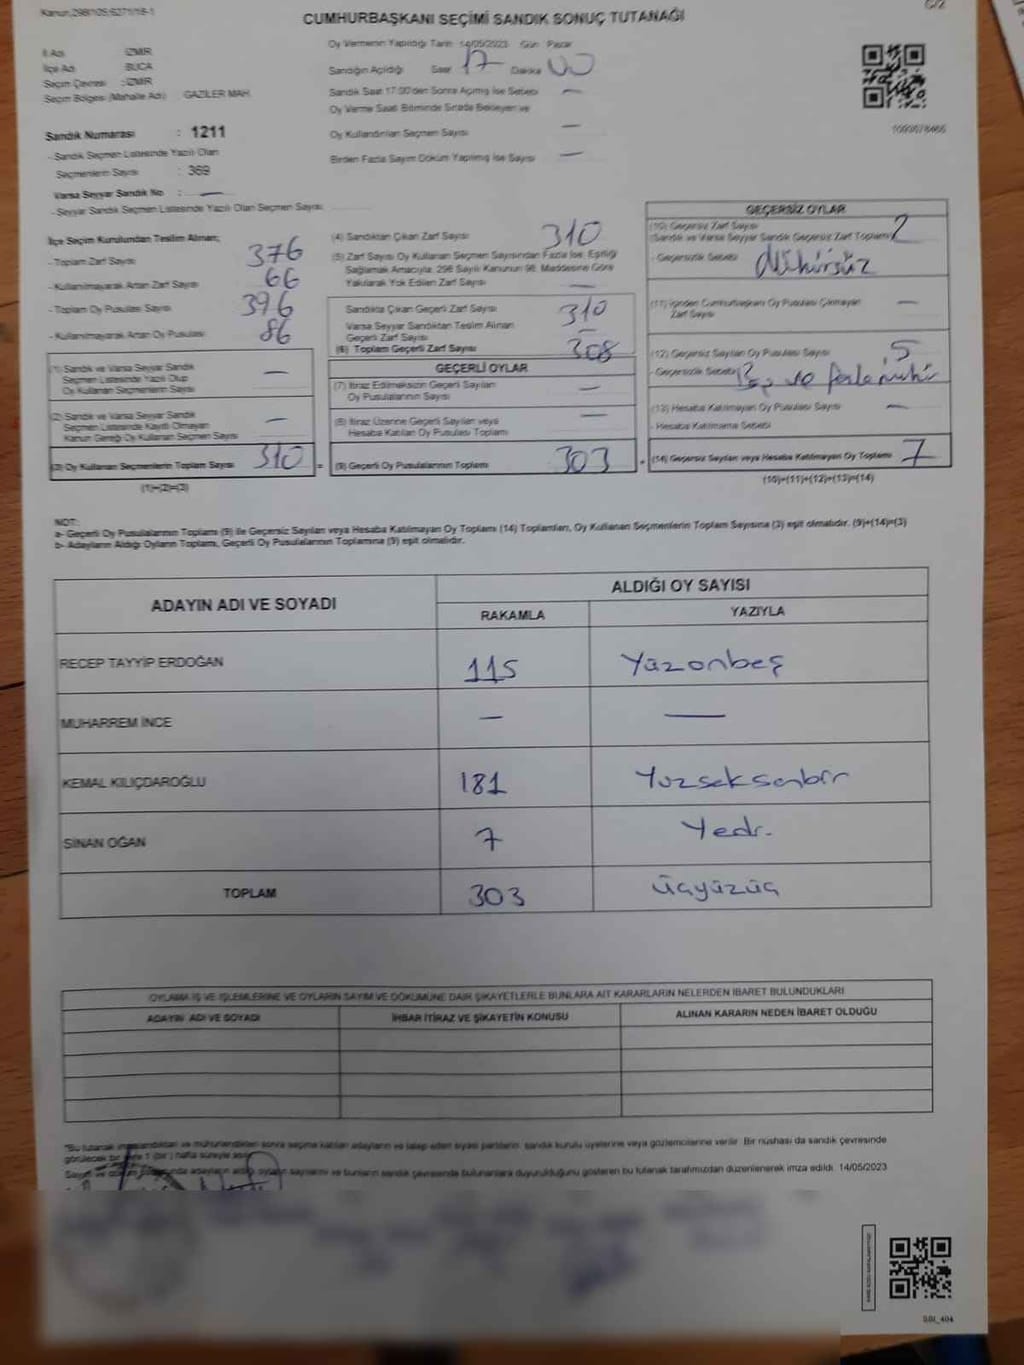 Kanun,298/105,6271/18-1
C/2
CUMHURBAŞKANI SEÇİMİ SANDIK SONUÇ TUTANAĞI
İl Adı : İZMİR
İlçe Adı : BUCA
Seçim Çevresi : İZMİR
Seçim Bölgesi (Mahalle Adı) GAZİLER MAH.
Sandık Numarası : 1211
- Sandık Seçmen Listesinde Yazılı Olan
Seçmenlerin Sayısı : 369
Varsa Seyyar Sandık No : —
- Seyyar Sandık Seçmen Listesinde Yazılı Olan Seçmen Sayısı
Oy Vermenin Yapıldığı Tarih 14/05/2023 Gün Pazar
Sandığın Açıldığı Saat 17 Dakika 00
Sandık Saat 17.00'den Sonra Açılmış İse Sebebi —
Oy Verme Saati Bitiminde Sırada Bekleyen ve
Oy Kullandırılan Seçmen Sayısı —
Birden Fazla Sayım Döküm Yapılmış İse Sayısı —
1000078466
İlçe Seçim Kurulundan Teslim Alınan;
- Toplam Zarf Sayısı 376
- Kullanılmayarak Artan Zarf Sayısı 66
- Toplam Oy Pusulası Sayısı 396
- Kullanılmayarak Artan Oy Pusulası 86
(1) Sandık ve Varsa Seyyar Sandık
Seçmen Listesinde Yazılı Olup
Oy Kullanan Seçmenlerin Sayısı —
(2) Sandık ve Varsa Seyyar Sandık
Seçmen Listesinde Kayıtlı Olmayan
Kanun Gereği Oy Kullanan Seçmen Sayısı —
(3) Oy Kullanan Seçmenlerin Toplam Sayısı 310
(1)+(2)=(3)
(4) Sandıktan Çıkan Zarf Sayısı 310
(5) Zarf Sayısı Oy Kullanan Seçmen Sayısından Fazla İse, Eşitliği
Sağlamak Amacıyla, 298 Sayılı Kanunun 98. Maddesine Göre
Yakılarak Yok Edilen Zarf Sayısı —
Sandıkta Çıkan Geçerli Zarf Sayısı 310
Varsa Seyyar Sandıktan Teslim Alınan
Geçerli Zarf Sayısı —
(6) Toplam Geçerli Zarf Sayısı 308
GEÇERLİ OYLAR
(7) İtiraz Edilmeksizin Geçerli Sayılan
Oy Pusulalarının Sayısı —
(8) İtiraz Üzerine Geçerli Sayılan veya
Hesaba Katılan Oy Pusulası Toplamı —
= (9) Geçerli Oy Pusulalarının Toplamı 303
GEÇERSİZ OYLAR
(10) Geçersiz Zarf Sayısı
(Sandık ve Varsa Seyyar Sandık Geçersiz Zarf Toplamı) 2
- Geçersizlik Sebebi Mühürsüz
(11) İçinden Cumhurbaşkanı Oy Pusulası Çıkmayan
Zarf Sayısı —
(12) Geçersiz Sayılan Oy Pusulası Sayısı 5
- Geçersizlik Sebebi Boş ve fazla mühür
(13) Hesaba Katılmayan Oy Pusulası Sayısı —
- Hesaba Katılmama Sebebi
+ (14) Geçersiz Sayılan veya Hesaba Katılmayan Oy Toplamı 7
(10)+(11)+(12)+(13)=(14)
NOT:
a- Geçerli Oy Pusulalarının Toplamı (9) ile Geçersiz Sayılan veya Hesaba Katılmayan Oy Toplamı (14) Toplamları, Oy Kullanan Seçmenlerin Toplam Sayısına (3) eşit olmalıdır. (9)+(14)=(3)
b- Adayların Aldığı Oyların Toplamı, Geçerli Oy Pusulalarının Toplamına (9) eşit olmalıdır.
ADAYIN ADI VE SOYADI
ALDIĞI OY SAYISI
RAKAMLA YAZIYLA
RECEP TAYYİP ERDOĞAN 115 Yüzonbeş
MUHARREM İNCE — —
KEMAL KILIÇDAROĞLU 181 Yüzseksenbir
SİNAN OĞAN 7 Yedi
TOPLAM 303 üçyüzüç
OYLAMA İŞ VE İŞLEMLERİNE VE OYLARIN SAYIM VE DÖKÜMÜNE DAİR ŞİKAYETLERLE BUNLARA AİT KARARLARIN NELERDEN İBARET BULUNDUKLARI
ADAYIN ADI VE SOYADI İHBAR İTİRAZ VE ŞİKAYETİN KONUSU ALINAN KARARIN NEDEN İBARET OLDUĞU
"Bu tutanak imzalandıktan ve mühürlendikten sonra seçime katılan adayların ve talep eden siyasi partilerin, sandık kurulu üyelerine veya gözlemcilerine verilir. Bir nüshası da sandık çevresinde
görülecek bir yere 1 (bir) hafta süreyle asılır.
Sayım ve döküm sonunda adayların aldığı oyların sayılarını ve bunların sandık çevresinde bulunanlara duyurulduğunu gösteren bu tutanak tarafımızdan düzenlenerek imza edildi. 14/05/2023